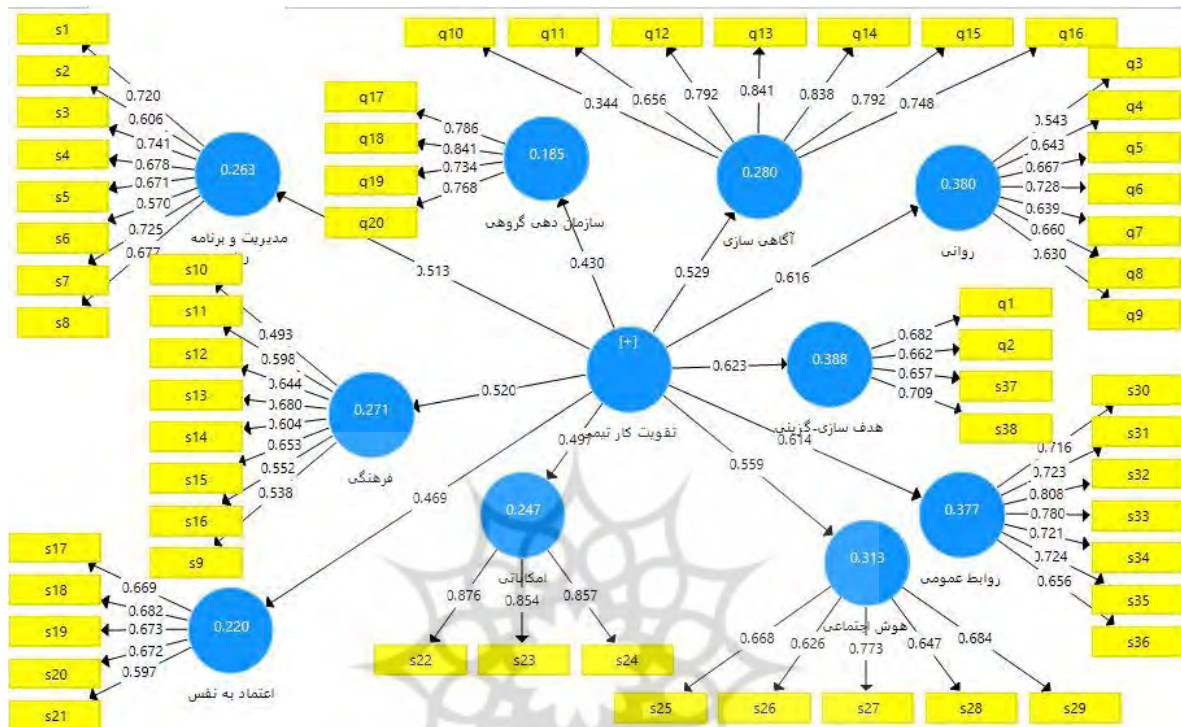 s1
s2
s3
s4
s5
s6
s7
s8
0.720
0.606
0.741
0.678
0.671
0.570
0.725
0.677
0.263
مدیریت و برنامه
q17
q18
q19
q20
0.786
0.841
0.734
0.768
0.185
سازمان دهی گروهی
q10
q11
q12
q13
q14
q15
q16
0.344
0.656
0.792
0.841
0.838
0.792
0.748
0.280
آگاهی سازی
q3
q4
q5
q6
q7
q8
q9
0.543
0.643
0.667
0.728
0.639
0.660
0.630
0.380
روانی
0.513
0.430
0.529
0.616
[+]
تقویت کار تیمی
0.623
0.520
0.469
0.497
0.559
0.614
0.388
هدف سازی-گزینی
q1
q2
s37
s38
0.682
0.662
0.657
0.709
s10
s11
s12
s13
s14
s15
s16
s9
0.493
0.598
0.644
0.680
0.604
0.653
0.552
0.538
0.271
فرهنگی
s30
s31
s32
s33
s34
s35
s36
0.716
0.723
0.808
0.780
0.721
0.724
0.656
0.377
روابط عمومی
s17
s18
s19
s20
s21
0.669
0.682
0.673
0.672
0.597
0.220
اعتماد به نفس
0.247
امکاناتی
0.876
0.854
0.857
s22
s23
s24
0.313
هوش اجتماعی
0.668
0.626
0.773
0.647
0.684
s25
s26
s27
s28
s29